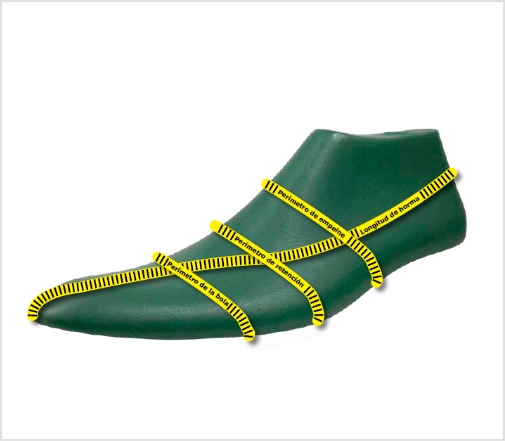 Perímetro de empeine
Longitud de horma
Perímetro de retención
Perímetro de la bola